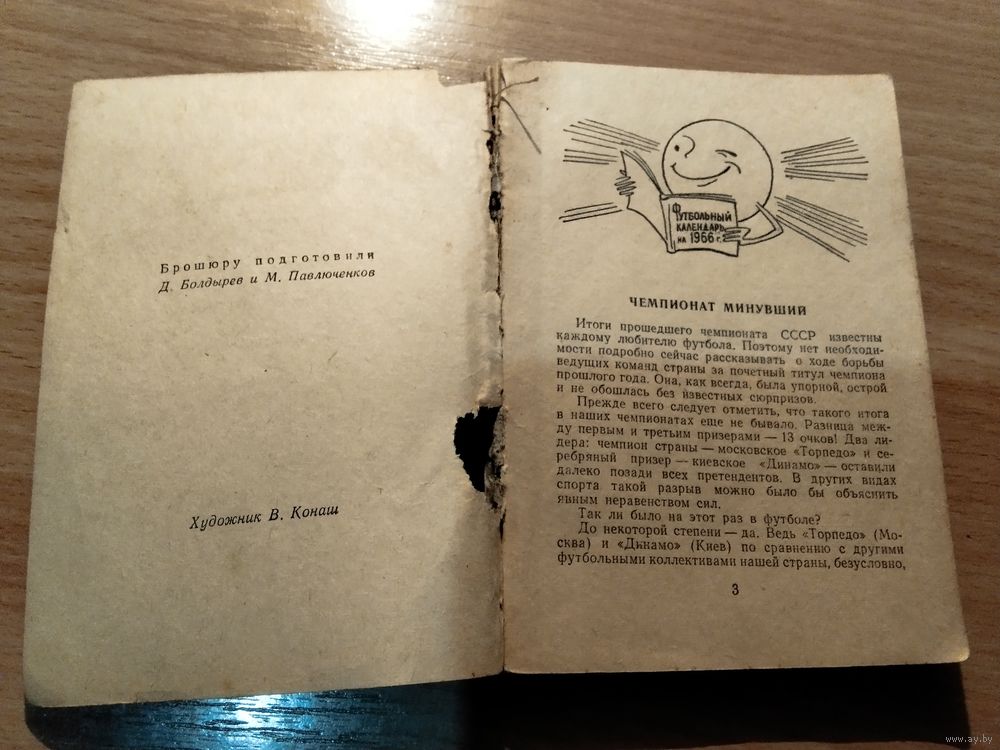 Брошюру подготовили
Д. Болдырев и М. Павлюченков
Художник В. Конаш
Футбольный
календарь
на 1966 г.
ЧЕМПИОНАТ МИНУВШИЙ
Итоги прошедшего чемпионата СССР известны
каждому любителю футбола. Поэтому нет необходи-
мости подробно сейчас рассказывать о ходе борьбы
ведущих команд страны за почетный титул чемпиона
прошлого года. Она, как всегда, была упорной, острой
и не обошлась без известных сюрпризов.
Прежде всего следует отметить, что такого итога
в наших чемпионатах еще не бывало. Разница меж-
ду первым и третьим призерами — 13 очков! Два ли-
дера: чемпион страны — московское «Торпедо» и се-
ребряный призер — киевское «Динамо» — оставили
далеко позади всех претендентов. В других видах
спорта такой разрыв можно было бы объяснить
явным неравенством сил.
Так ли было на этот раз в футболе?
До некоторой степени — да. Ведь «Торпедо» (Мо-
сква) и «Динамо» (Киев) по сравнению с другими
футбольными коллективами нашей страны, безусловно,
3
www.ay.by